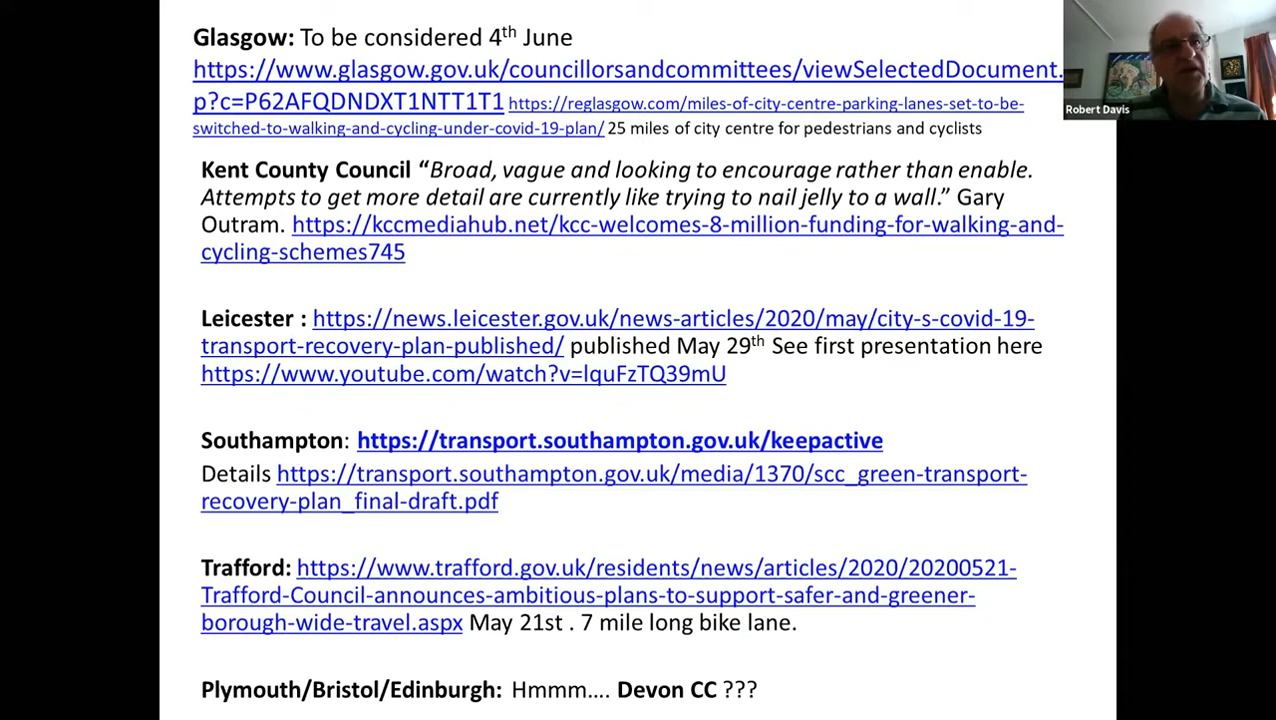 Glasgow: To be considered 4th June
https://www.glasgow.gov.uk/councillorsandcommittees/viewSelectedDocument.
p?c=P62AFQDNDXT1NTT1T1 https://reglasgow.com/miles-of-city-centre-parking-lanes-set-to-be-
switched-to-walking-and-cycling-under-covid-19-plan/ 25 miles of city centre for pedestrians and cyclists
Robert Davis
Kent County Council “Broad, vague and looking to encourage rather than enable.
Attempts to get more detail are currently like trying to nail jelly to a wall.” Gary
Outram. https://kccmediahub.net/kcc-welcomes-8-million-funding-for-walking-and-
cycling-schemes745
Leicester : https://news.leicester.gov.uk/news-articles/2020/may/city-s-covid-19-
transport-recovery-plan-published/ published May 29th See first presentation here
https://www.youtube.com/watch?v=lquFzTQ39mU
Southampton: https://transport.southampton.gov.uk/keepactive
Details https://transport.southampton.gov.uk/media/1370/scc_green-transport-
recovery-plan_final-draft.pdf
Trafford: https://www.trafford.gov.uk/residents/news/articles/2020/20200521-
Trafford-Council-announces-ambitious-plans-to-support-safer-and-greener-
borough-wide-travel.aspx May 21st . 7 mile long bike lane.
Plymouth/Bristol/Edinburgh: Hmmm.... Devon CC ???